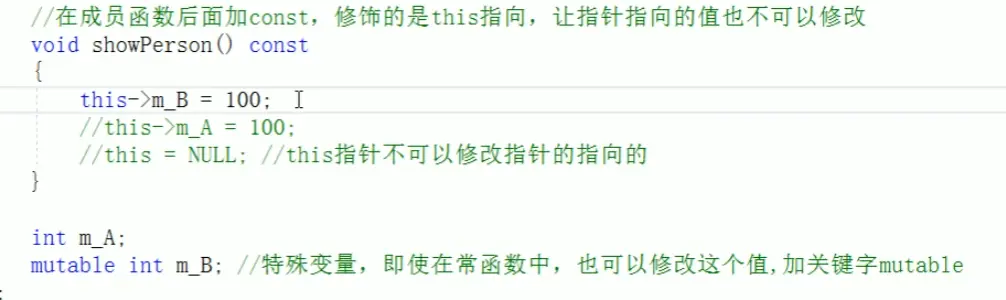 //在成员函数后面加const，修饰的是this指向，让指针指向的值也不可以修改
void showPerson() const
{
this->m_B = 100;
//this->m_A = 100;
//this = NULL; //this指针不可以修改指针的指向的
}
int m_A;
mutable int m_B; //特殊变量，即使在常函数中，也可以修改这个值,加关键字mutable